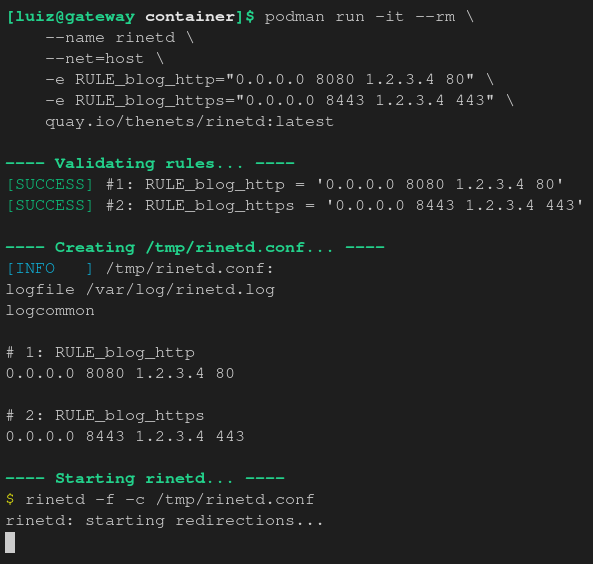 [luiz@gateway container]$ podman run -it --rm \
--name rinetd \
--net=host \
-e RULE_blog_http="0.0.0.0 8080 1.2.3.4 80" \
-e RULE_blog_https="0.0.0.0 8443 1.2.3.4 443" \
quay.io/thenets/rinetd:latest
---- Validating rules... ----
[SUCCESS] #1: RULE_blog_http = '0.0.0.0 8080 1.2.3.4 80'
[SUCCESS] #2: RULE_blog_https = '0.0.0.0 8443 1.2.3.4 443'
---- Creating /tmp/rinetd.conf... ----
[INFO   ] /tmp/rinetd.conf:
logfile /var/log/rinetd.log
logcommon
# 1: RULE_blog_http
0.0.0.0 8080 1.2.3.4 80
# 2: RULE_blog_https
0.0.0.0 8443 1.2.3.4 443
---- Starting rinetd... ----
$ rinetd -f -c /tmp/rinetd.conf
rinetd: starting redirections...